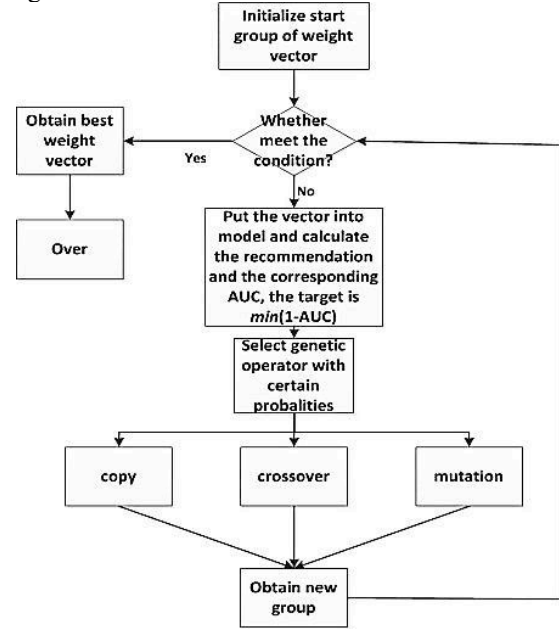 Initialize start
group of weight
vector
Whether
meet the
condition?
Yes
No
Obtain best
weight
vector
Over
Put the vector into
model and calculate
the recommendation
and the corresponding
AUC, the target is
min(1-AUC)
Select genetic
operator with
certain
probalities
copy
crossover
mutation
Obtain new
group